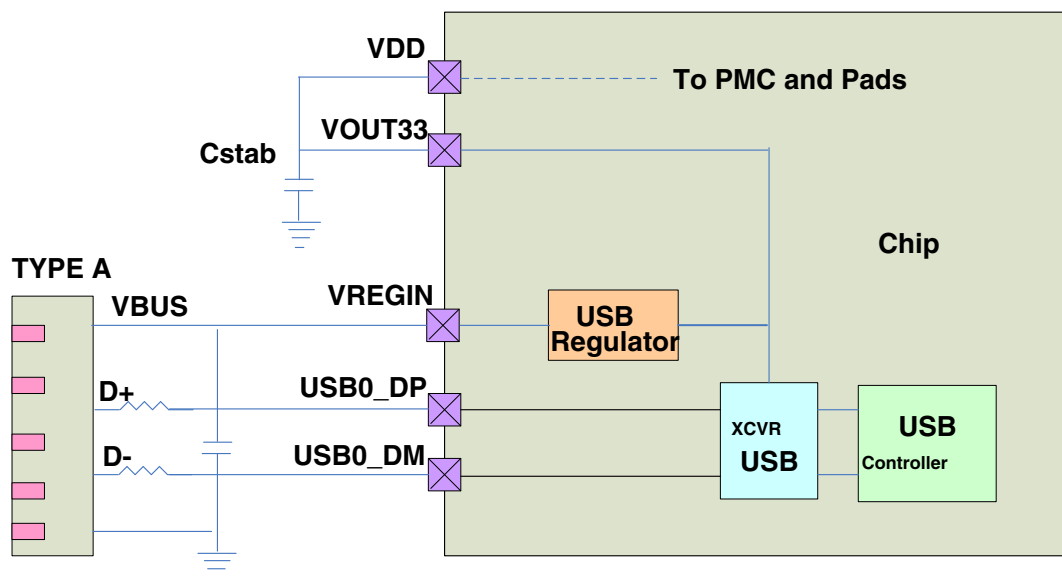 VDD
To PMC and Pads
VOUT33
Cstab
Chip
TYPE A
VBUS
VREGIN
USB
Regulator
D+
USB0_DP
XCVR
USB
USB
Controller
D-
USB0_DM